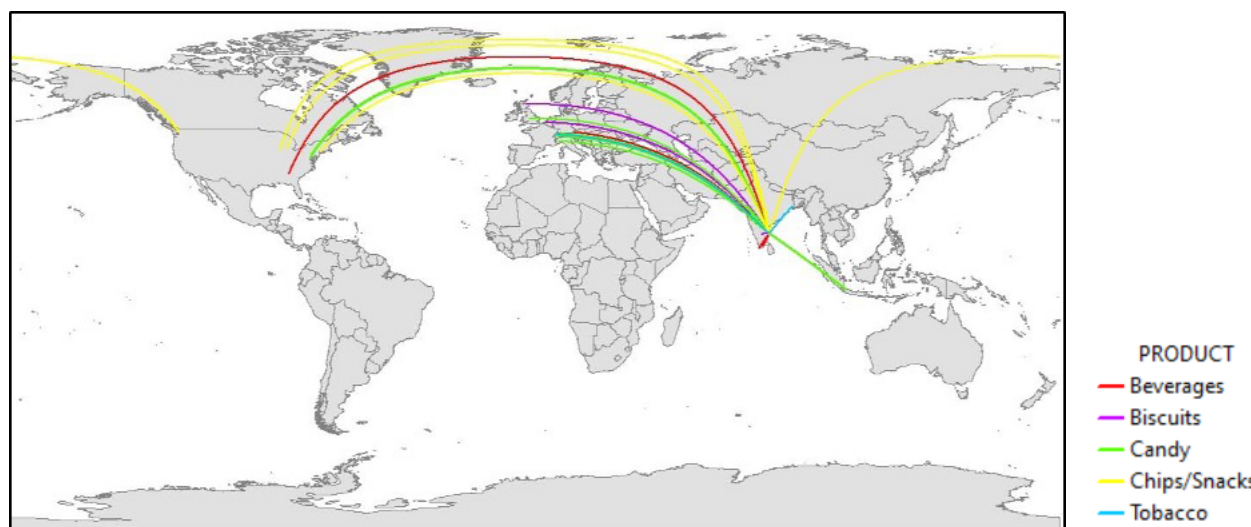 PRODUCT
Beverages
Biscuits
Candy
Chips/Snacks
Tobacco